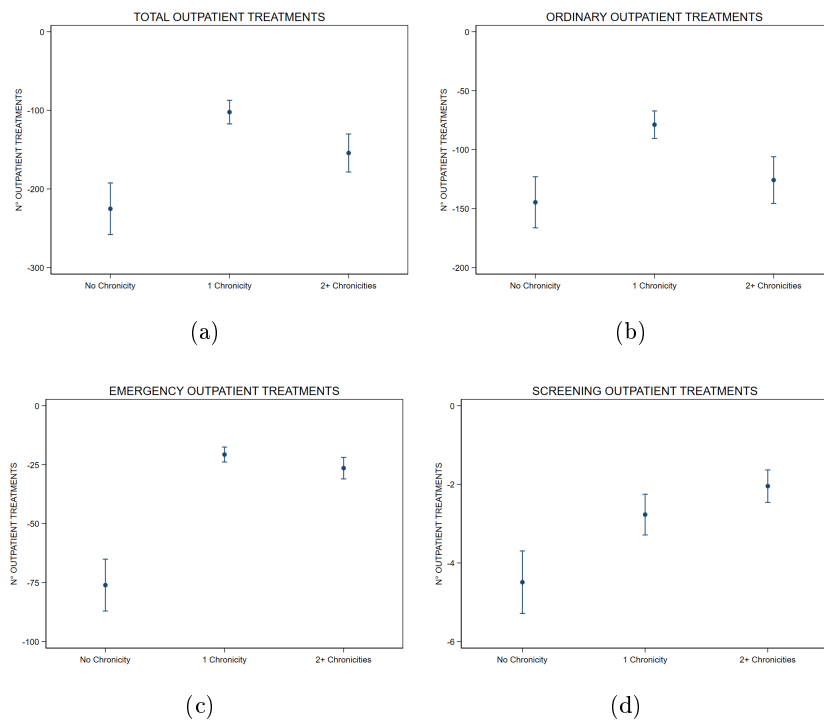 TOTAL OUTPATIENT TREATMENTS
0
-100
-200
-300
N° OUTPATIENT TREATMENTS
No Chronicity
1 Chronicity
2+ Chronicities
(a)
ORDINARY OUTPATIENT TREATMENTS
0
-50
-100
-150
-200
N° OUTPATIENT TREATMENTS
No Chronicity
1 Chronicity
2+ Chronicities
(b)
EMERGENCY OUTPATIENT TREATMENTS
0
-25
-50
-75
-100
N° OUTPATIENT TREATMENTS
No Chronicity
1 Chronicity
2+ Chronicities
(c)
SCREENING OUTPATIENT TREATMENTS
0
-2
-4
-6
N° OUTPATIENT TREATMENTS
No Chronicity
1 Chronicity
2+ Chronicities
(d)